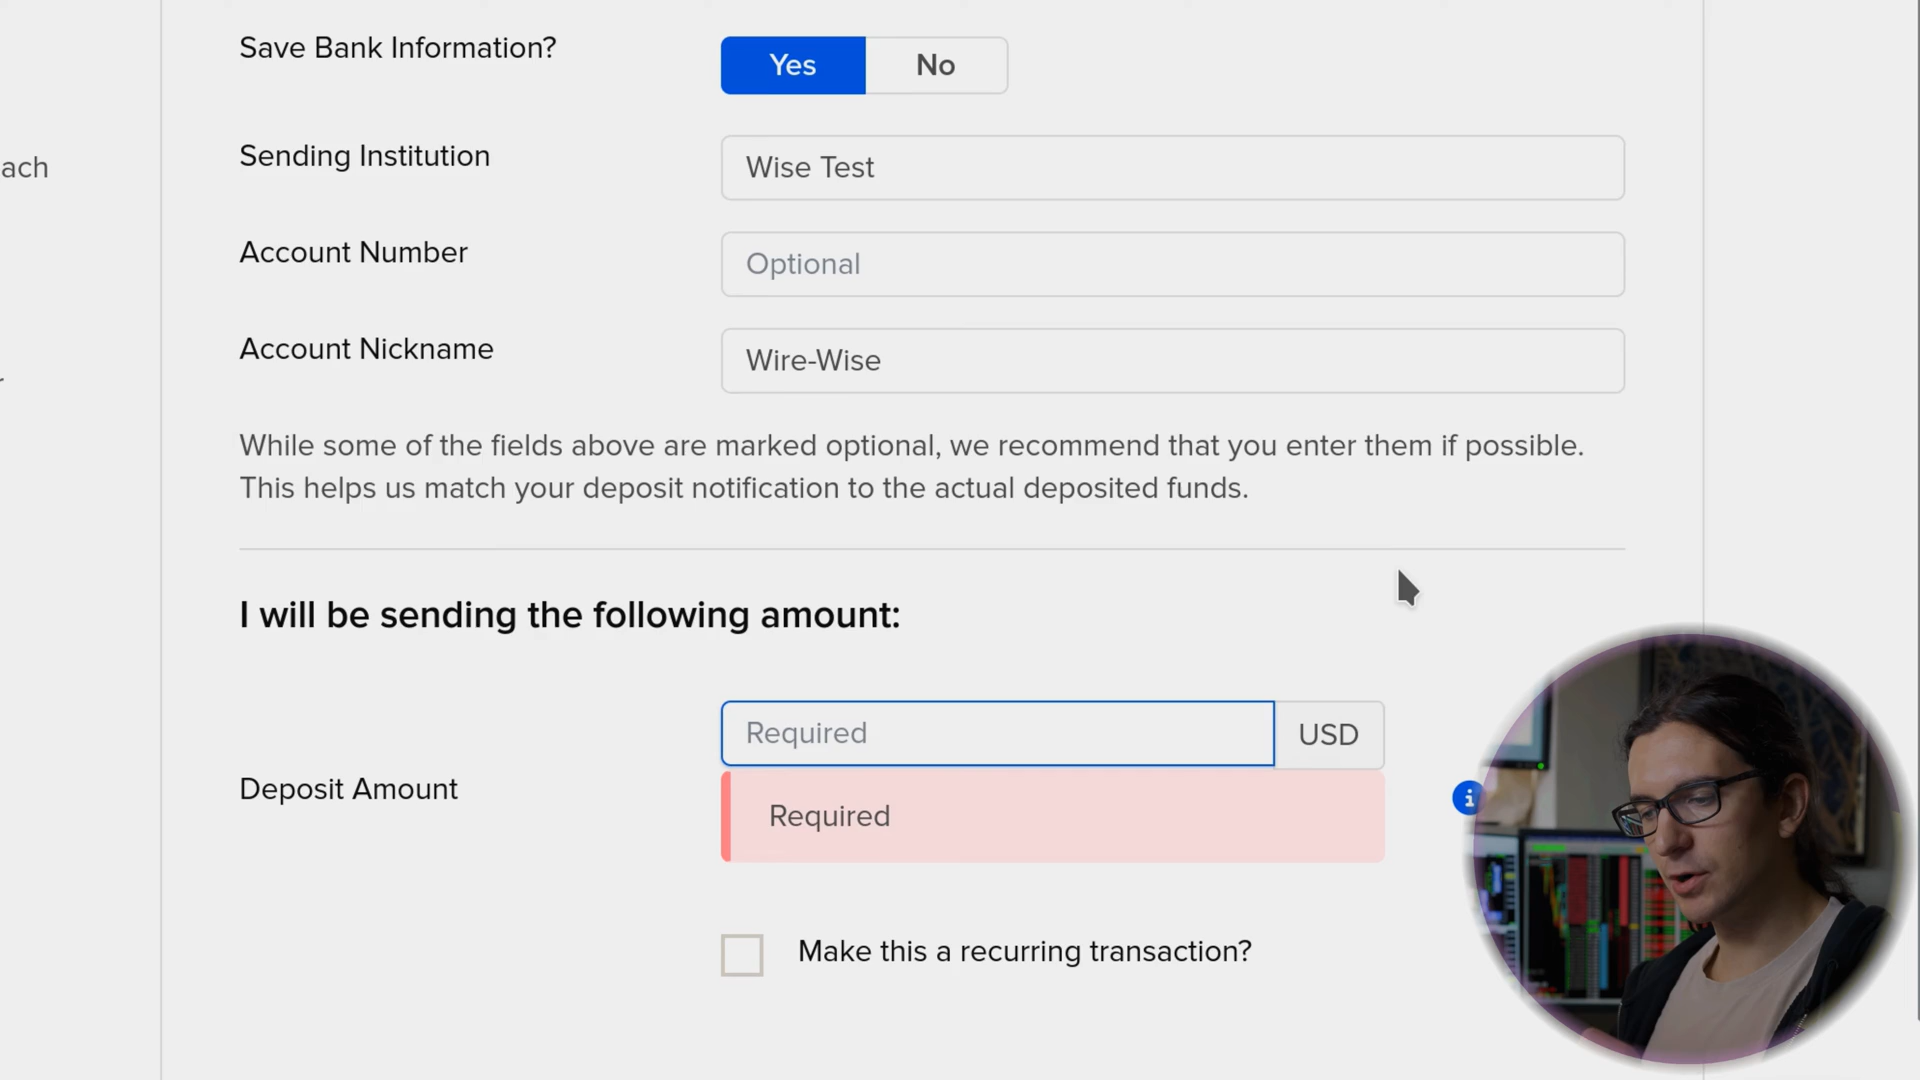 Save Bank Information?
Yes
No
Sending Institution
Wise Test
ach
Account Number
Optional
Account Nickname
Wire-Wise
While some of the fields above are marked optional, we recommend that you enter them if possible.
This helps us match your deposit notification to the actual deposited funds.
I will be sending the following amount:
Required
USD
Deposit Amount
Required
i
Make this a recurring transaction?